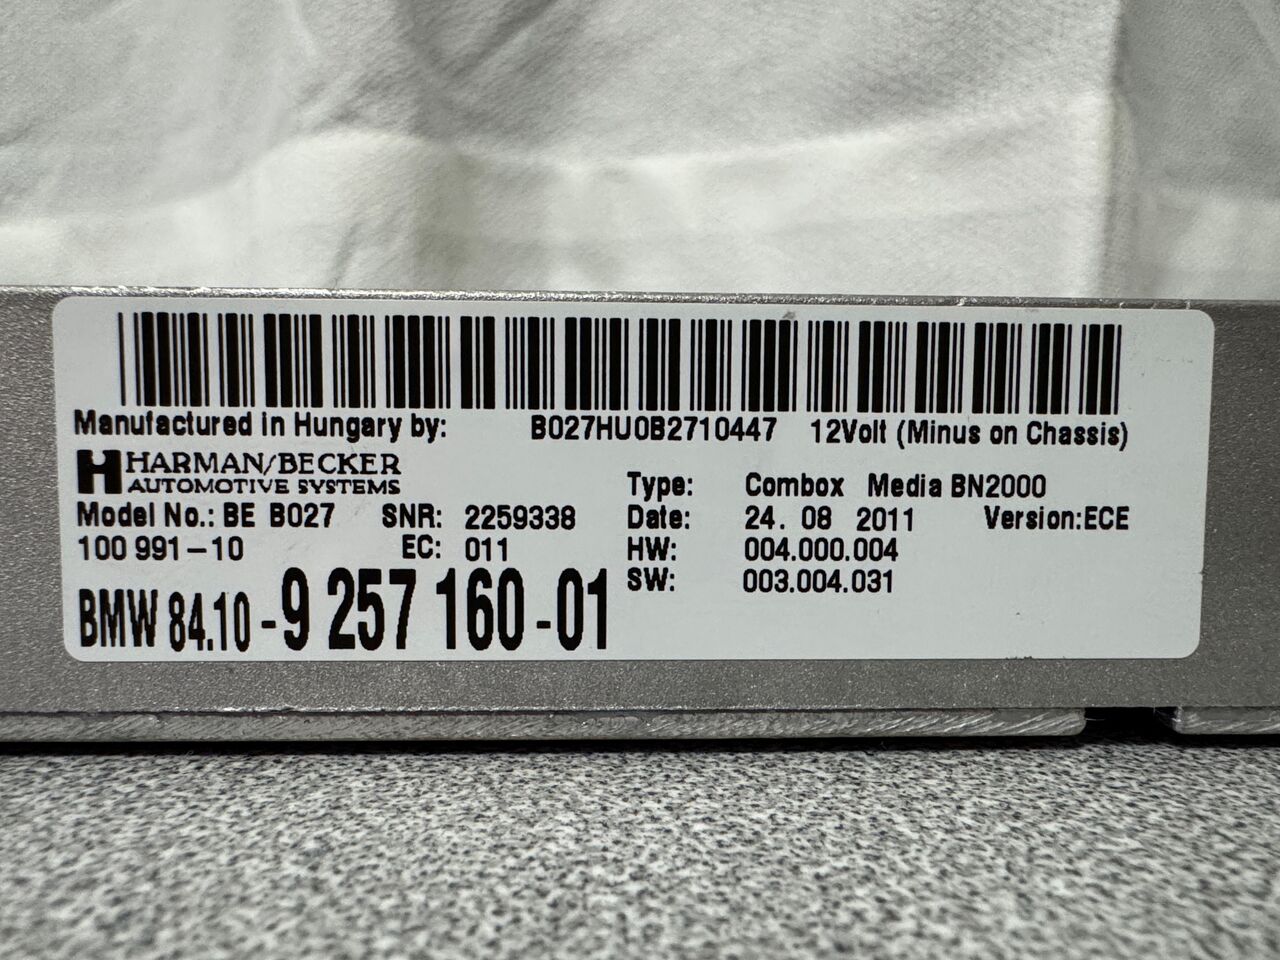 Manufactured in Hungary by: B027HU0B2710447 12Volt (Minus on Chassis)
HARMAN/BECKER
AUTOMOTIVE SYSTEMS
Type: Combox Media BN2000
Model No.: BE B027 SNR: 2259338 Date: 24. 08 2011 Version:ECE
100 991-10 EC: 011 HW: 004.000.004
SW: 003.004.031
BMW 84.10-9 257 160-01